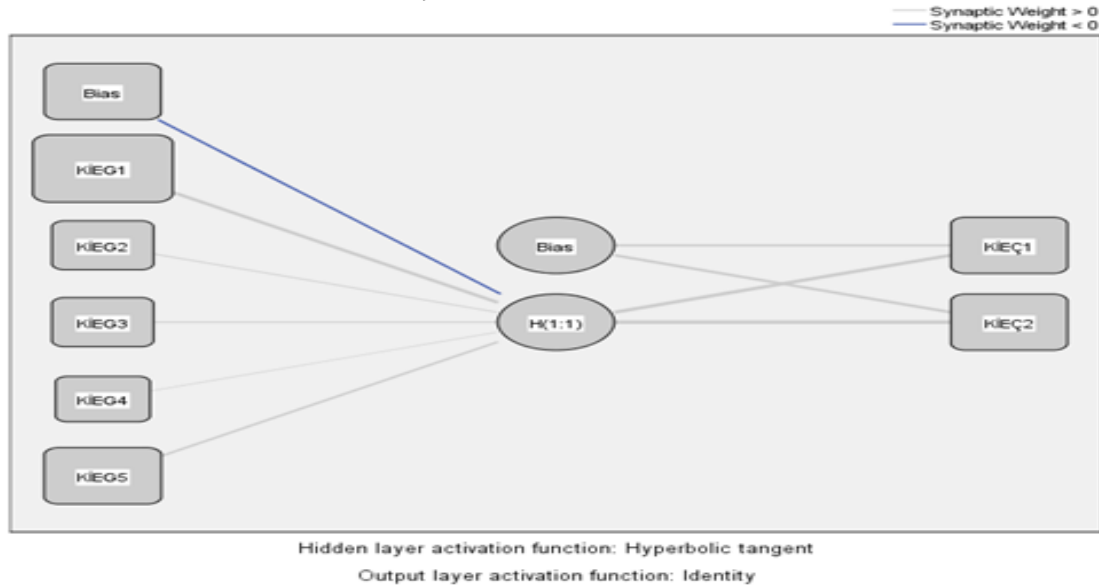 Synaptic Weight > 0
Synaptic Weight < 0
Bias
KİEG1
KİEG2
KİEG3
KİEG4
KİEG5
Bias
H(1:1)
KİEÇ1
KİEÇ2
Hidden layer activation function: Hyperbolic tangent
Output layer activation function: Identity